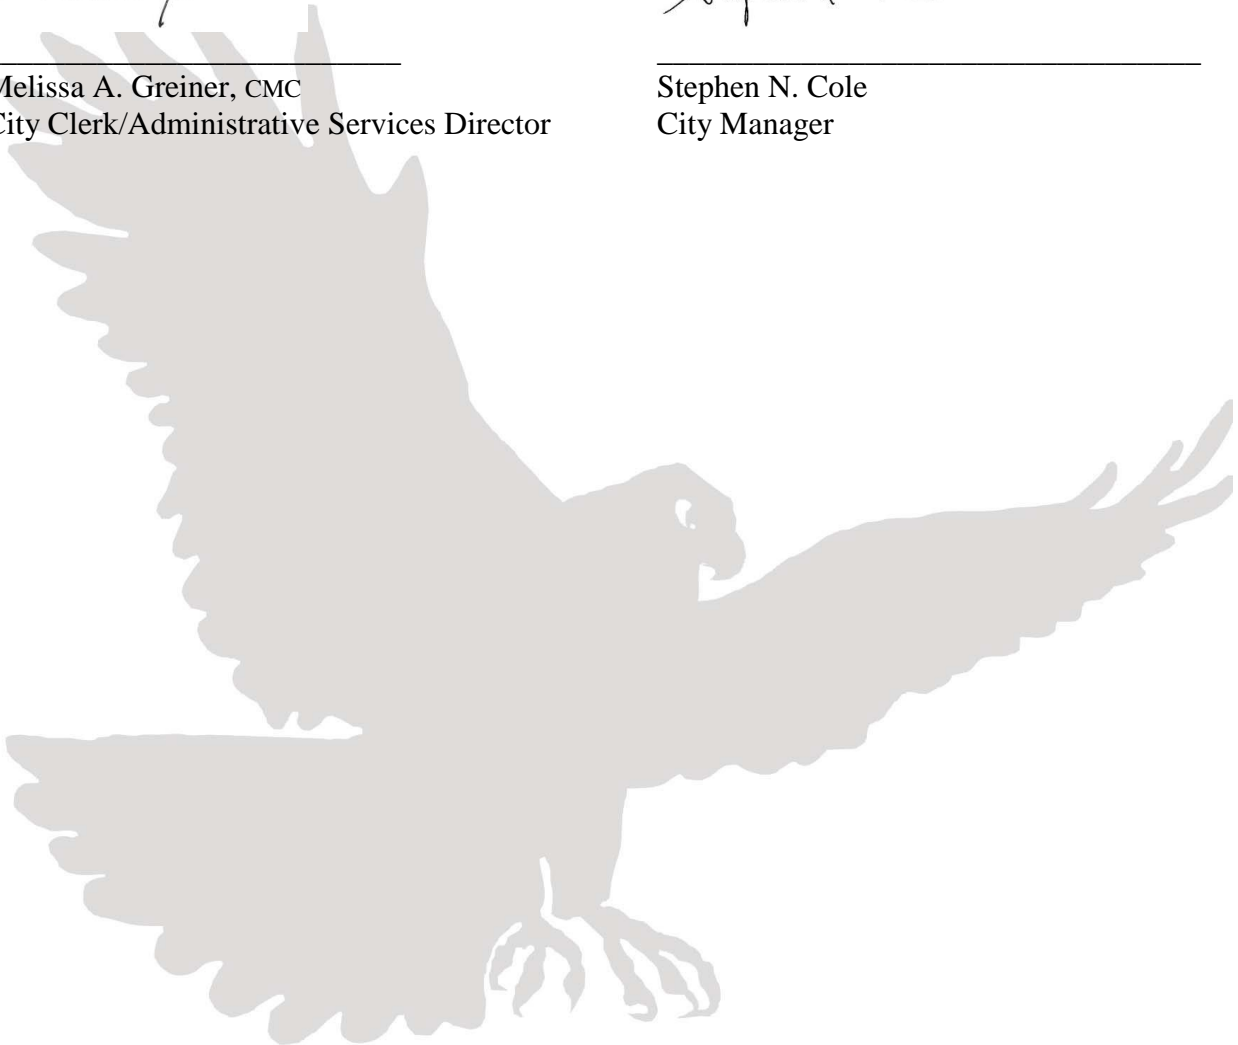 Melissa A. Greiner, CMC
City Clerk/Administrative Services Director
Stephen N. Cole
City Manager